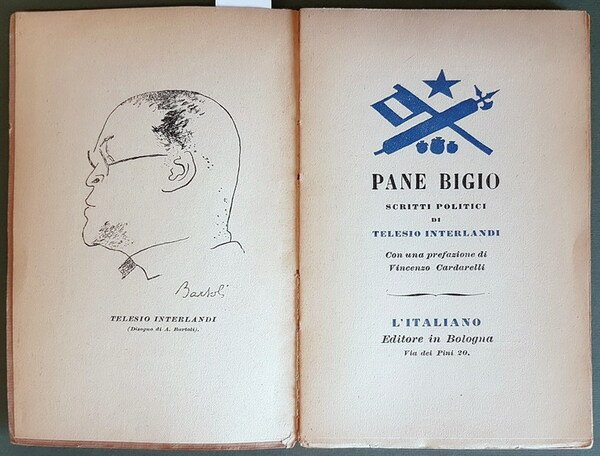 Bartoli
TELESIO INTERLANDI
(Disegno di A. Bartoli).
PANE BIGIO
SCRITTI POLITICI
DI
TELESIO INTERLANDI
Con una prefazione di
Vincenzo Cardarelli
L'ITALIANO
Editore in Bologna
Via dei Pini 20.